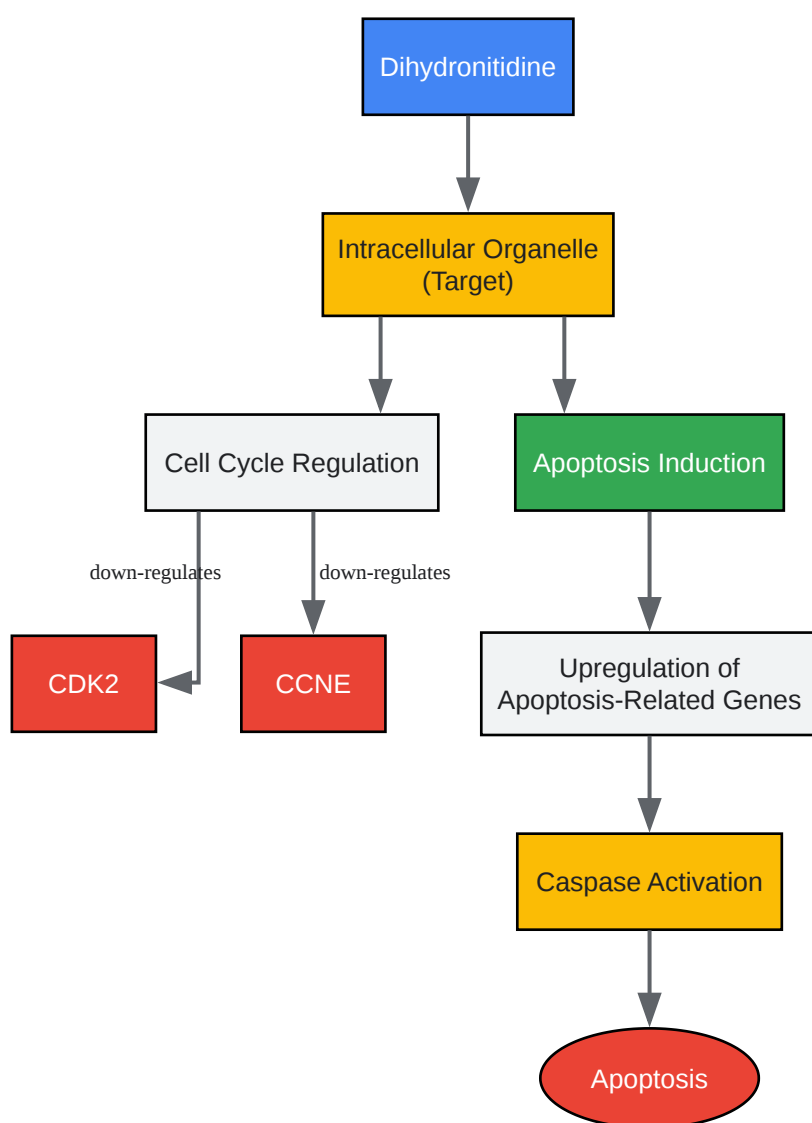 Dihydronitidine
Intracellular Organelle
(Target)
Cell Cycle Regulation
Apoptosis Induction
down-regulates
down-regulates
CDK2
CCNE
Upregulation of
Apoptosis-Related Genes
Caspase Activation
Apoptosis